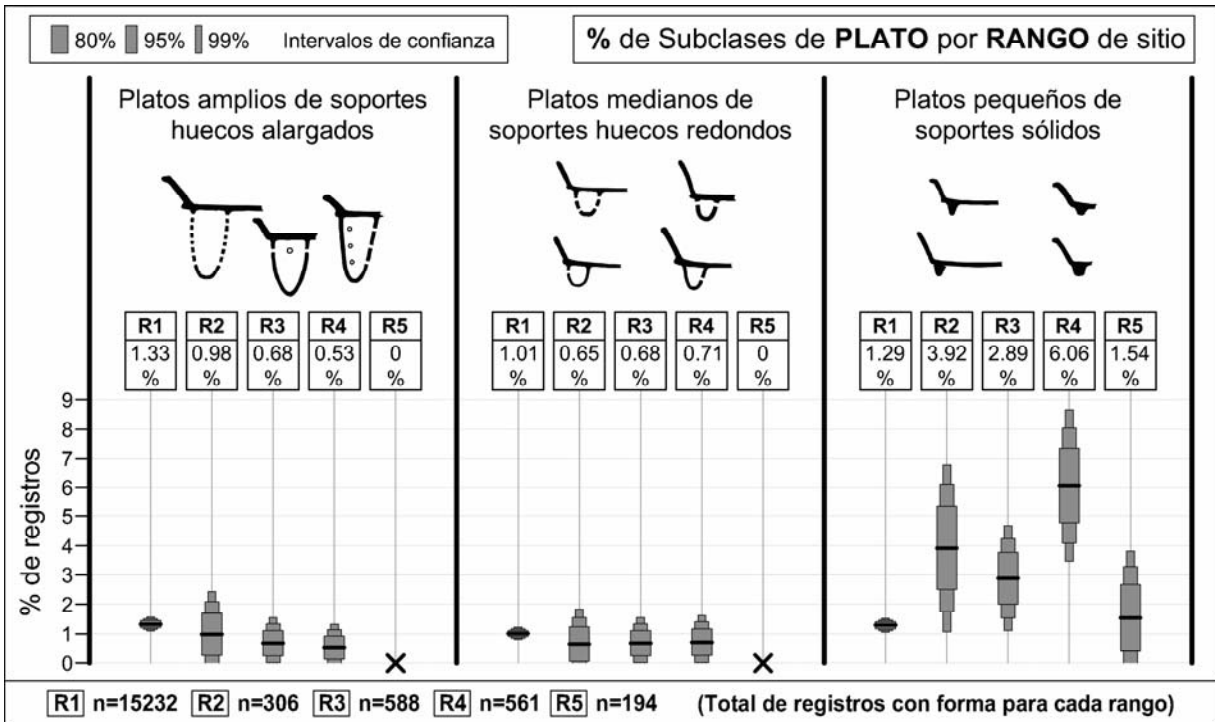 80% 95% 99% Intervalos de confianza
% de Subclases de PLATO por RANGO de sitio
Platos amplios de soportes
huecos alargados
Platos medianos de
soportes huecos redondos
Platos pequeños de
soportes sólidos
R1 R2 R3 R4 R5
1.33 0.98 0.68 0.53 0
% % % % %
R1 R2 R3 R4 R5
1.01 0.65 0.68 0.71 0
% % % % %
R1 R2 R3 R4 R5
1.29 3.92 2.89 6.06 1.54
% % % % %
% de registros
9
8
7
6
5
4
3
2
1
0
R1 n=15232 R2 n=306 R3 n=588 R4 n=561 R5 n=194 (Total de registros con forma para cada rango)